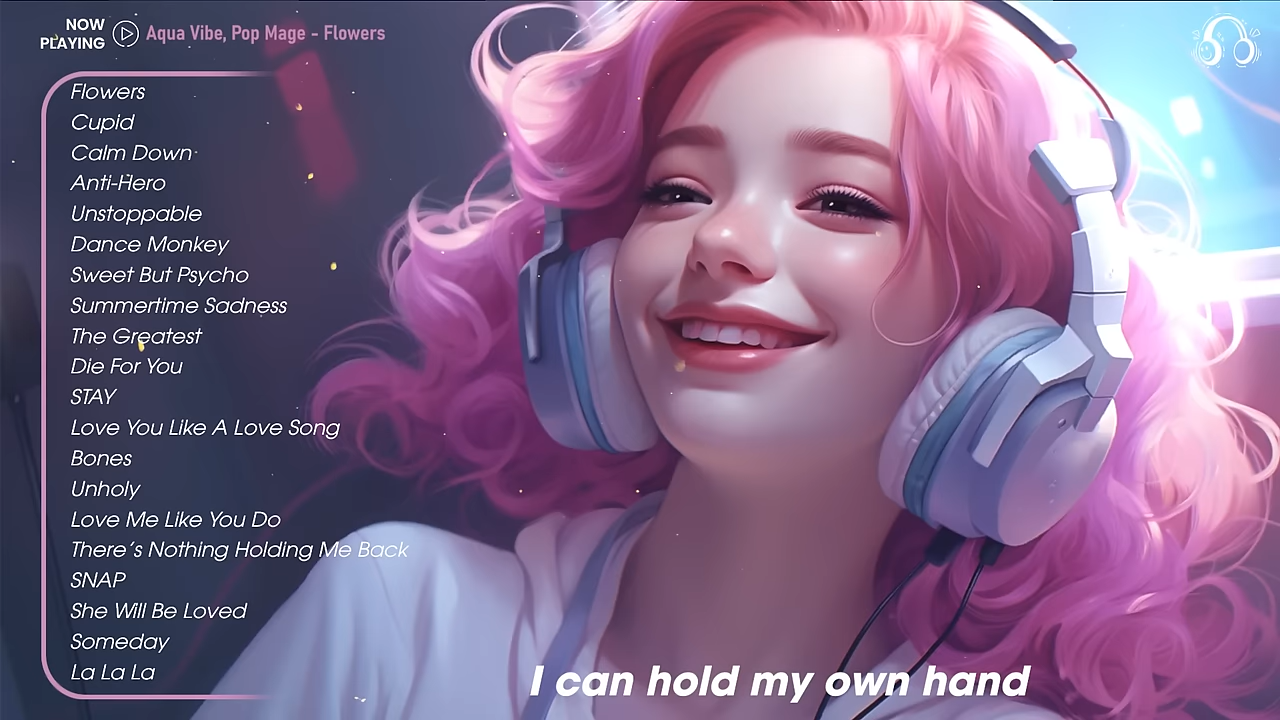 NOW
PLAYING
Aqua Vibe, Pop Mage - Flowers
Flowers
Cupid
Calm Down
Anti-Hero
Unstoppable
Dance Monkey
Sweet But Psycho
Summertime Sadness
The Greatest
Die For You
STAY
Love You Like A Love Song
Bones
Unholy
Love Me Like You Do
There's Nothing Holding Me Back
SNAP
She Will Be Loved
Someday
La La La
I can hold my own hand